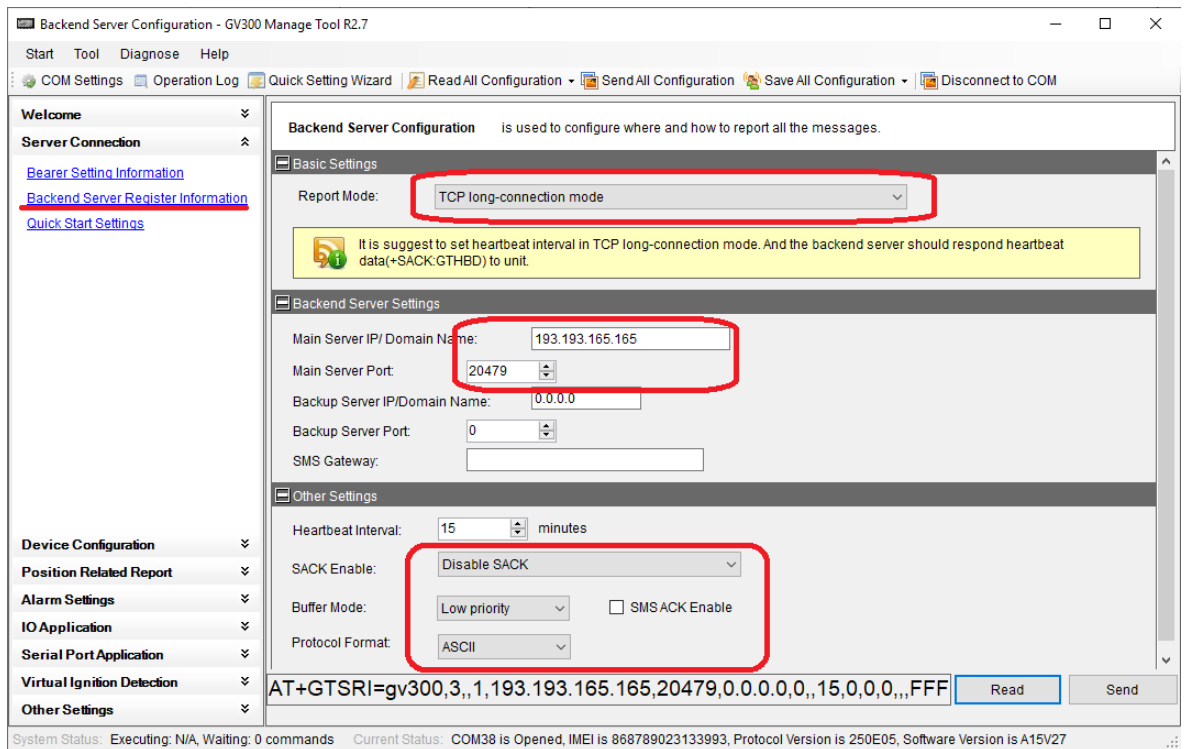 Backend Server Configuration - GV300 Manage Tool R2.7
Start Tool Diagnose Help
COM Settings Operation Log Quick Setting Wizard Read All Configuration Send All Configuration Save All Configuration Disconnect to COM
Welcome
Server Connection
Bearer Setting Information
Backend Server Register Information
Quick Start Settings
Device Configuration
Position Related Report
Alarm Settings
IO Application
Serial Port Application
Virtual Ignition Detection
Other Settings
Backend Server Configuration is used to configure where and how to report all the messages.
Basic Settings
Report Mode: TCP long-connection mode
It is suggest to set heartbeat interval in TCP long-connection mode. And the backend server should respond heartbeat
data(+SACK:GTHBD) to unit.
Backend Server Settings
Main Server IP/ Domain Name: 193.193.165.165
Main Server Port: 20479
Backup Server IP/Domain Name: 0.0.0.0
Backup Server Port: 0
SMS Gateway:
Other Settings
Heartbeat Interval: 15 minutes
SACK Enable: Disable SACK
Buffer Mode: Low priority SMS ACK Enable
Protocol Format: ASCII
AT+GTSRI=gv300,3,,1,193.193.165.165,20479,0.0.0.0,0,,15,0,0,0,,,FFF Read Send
System Status: Executing: N/A, Waiting: 0 commands Current Status: COM38 is Opened, IMEI is 868789023133993, Protocol Version is 250E05, Software Version is A15V27